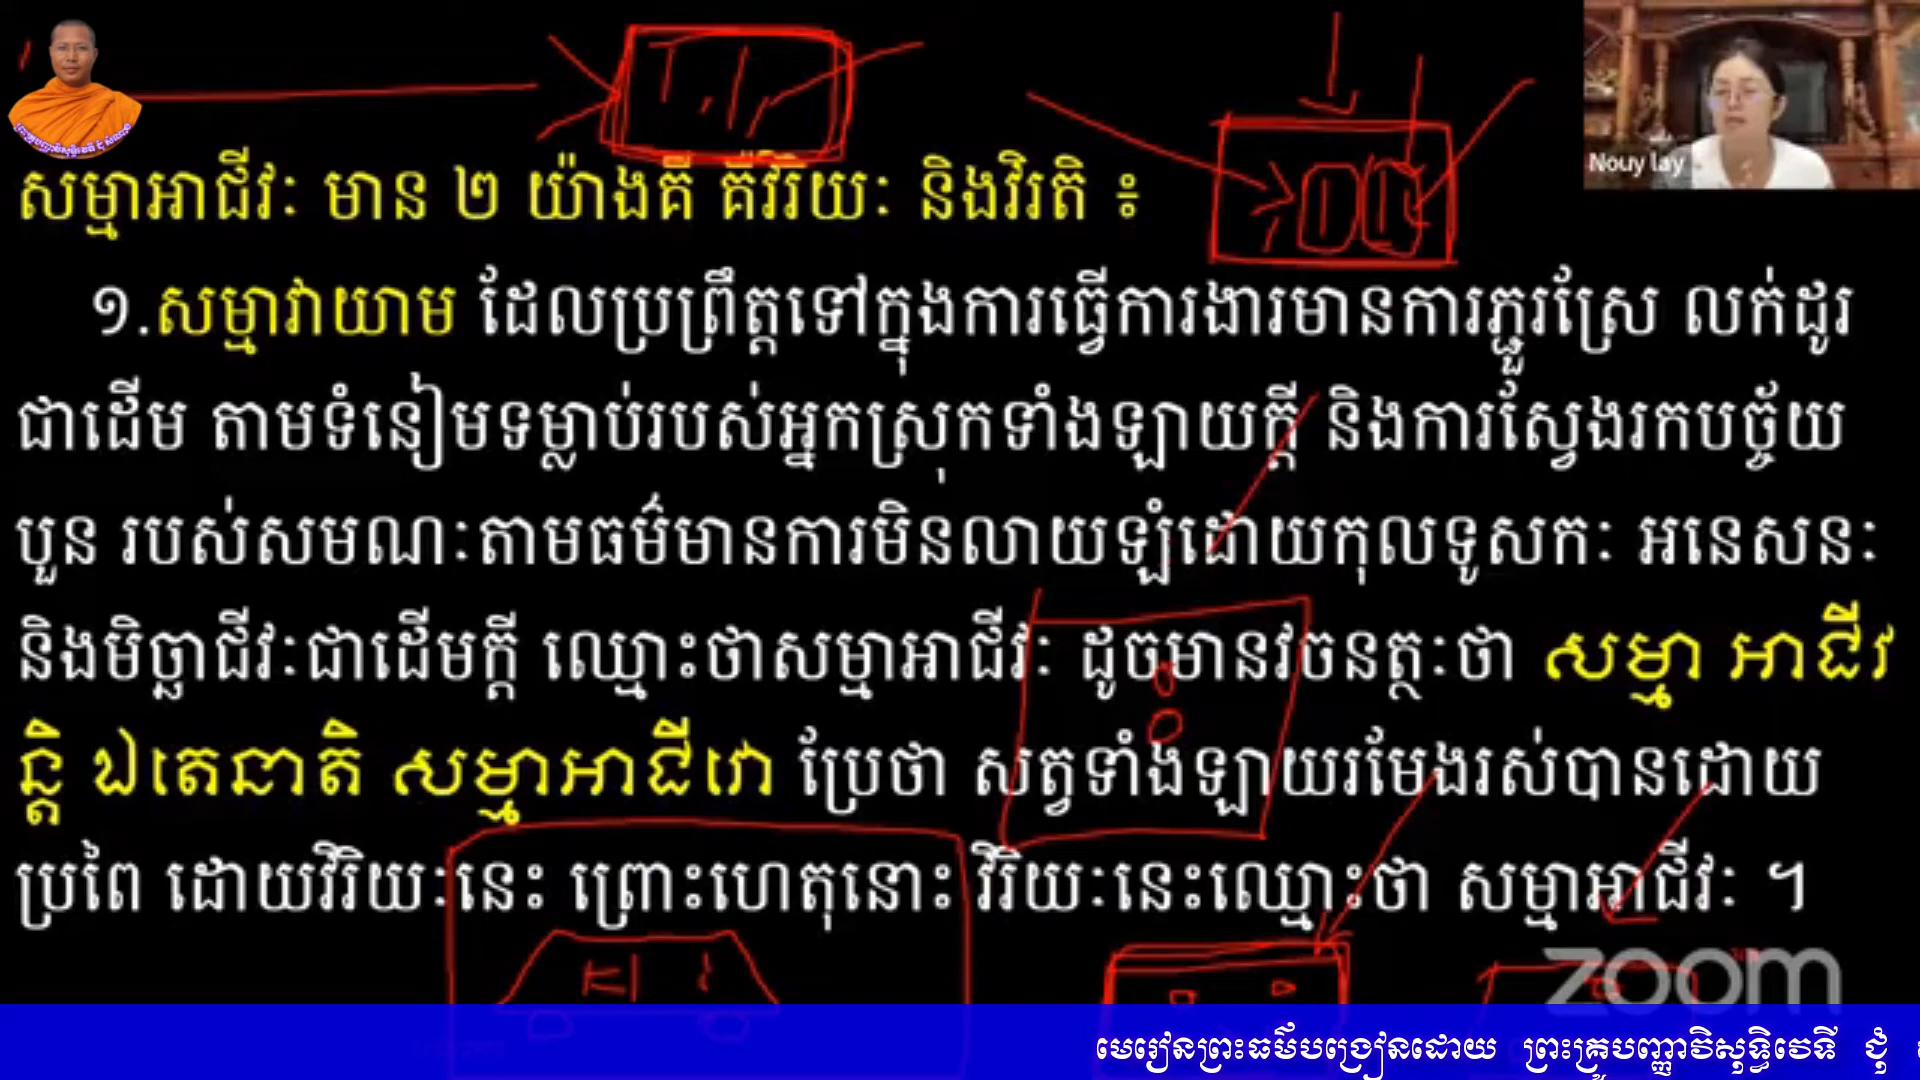 Nouy lay
សម្មាអាជីវៈ មាន ២ យ៉ាងគឺ គឺវិរិយៈ និងវិរតិ ៖
១.សម្មាវាយាម ដែលប្រព្រឹត្តទៅក្នុងការធ្វើការងារមានការភ្ជួរស្រែ លក់ដូរ
ជាដើម តាមទំនៀមទម្លាប់របស់អ្នកស្រុកទាំងឡាយក្តី និងការស្វែងរកបច្ច័យ
បួន របស់សមណៈតាមធម៌មានការមិនលាយឡំដោយកុលទូសកៈ អនេសនៈ
និងមិច្ឆាជីវៈជាដើមក្តី ឈ្មោះថាសម្មាអាជីវៈ ដូចមានវចនត្ថៈថា សម្មា អាជីវ
ន្តិ ឯតេនាតិ សម្មាអាជីវោ ប្រែថា សត្វទាំងឡាយរមែងរស់បានដោយ
ប្រពៃ ដោយវិរិយៈនេះ ព្រោះហេតុនោះ វិរិយៈនេះឈ្មោះថា សម្មាអាជីវៈ ។
zoom
មេរៀនព្រះធម៌បង្រៀនដោយ ព្រះគ្រូបញ្ញាវិសុទ្ធិវេទី ជុំ